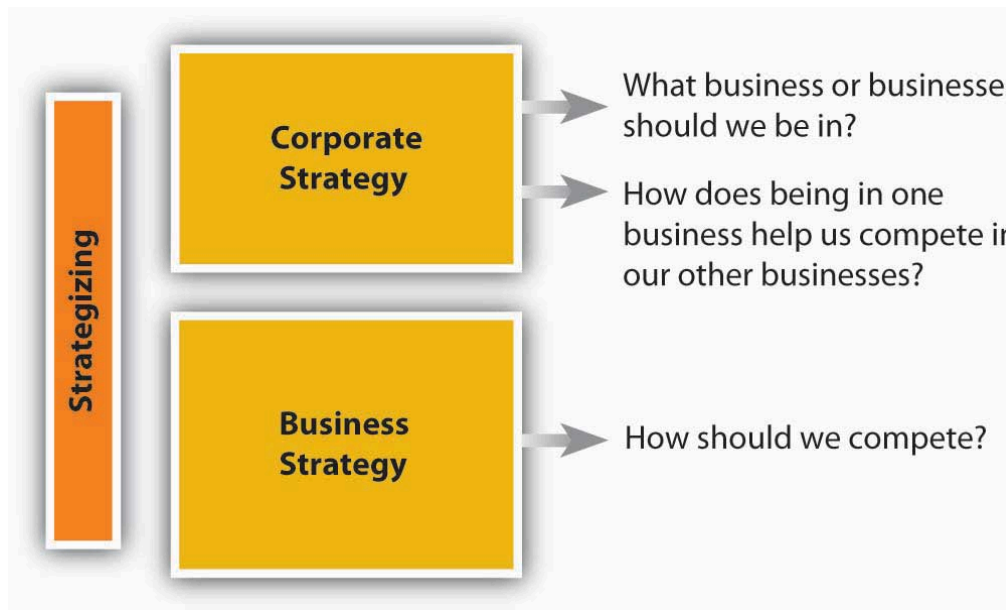 Strategizing
Corporate
Strategy
What business or businesse
should we be in?
How does being in one
business help us compete in
our other businesses?
Business
Strategy
How should we compete?